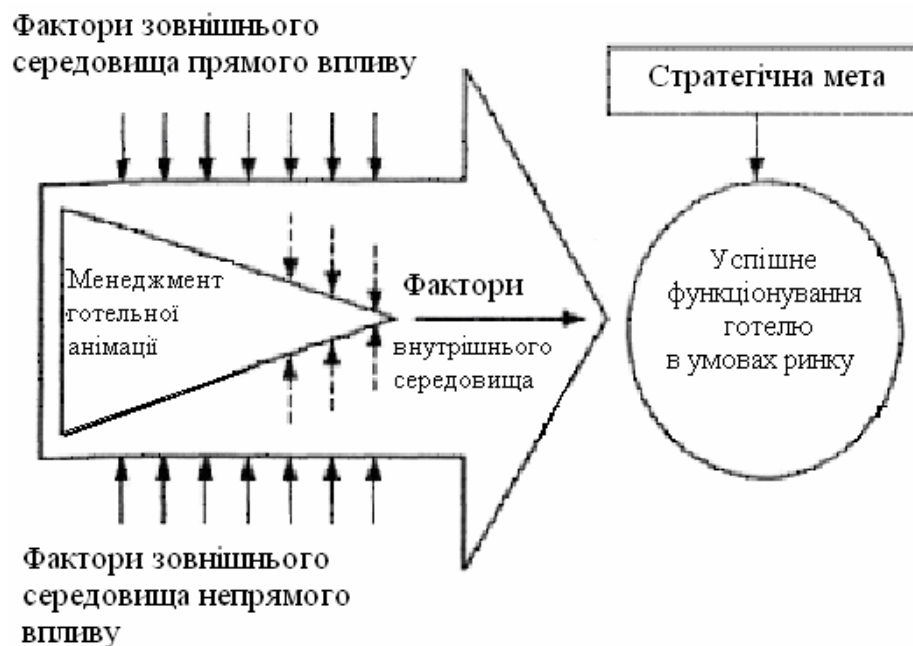 Фактори зовнішнього
середовища прямого впливу
Стратегічна мета
Менеджмент
готельної
анімації
Фактори
внутрішнього
середовища
Успішне
функціонування
готелю
в умовах ринку
Фактори зовнішнього
середовища непрямого
впливу